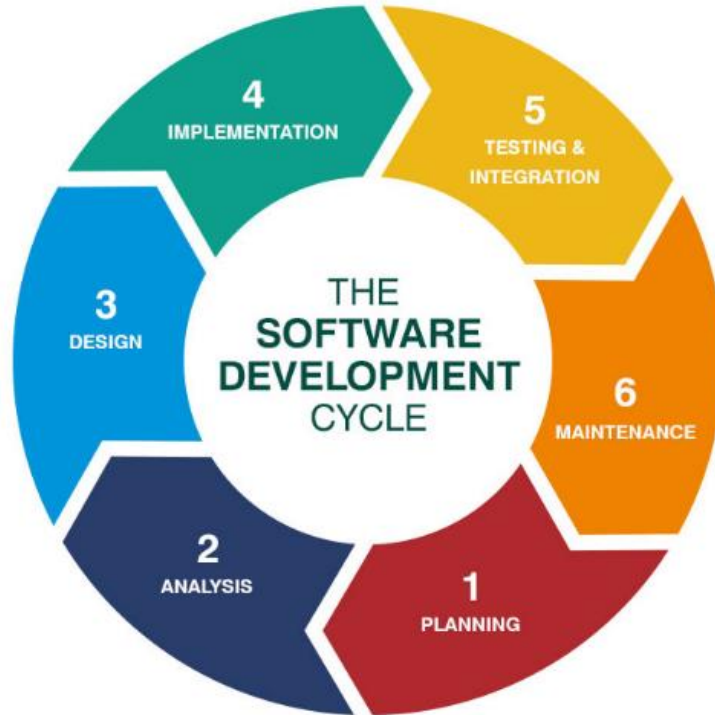 THE
SOFTWARE
DEVELOPMENT
CYCLE
1
PLANNING
2
ANALYSIS
3
DESIGN
4
IMPLEMENTATION
5
TESTING &
INTEGRATION
6
MAINTENANCE